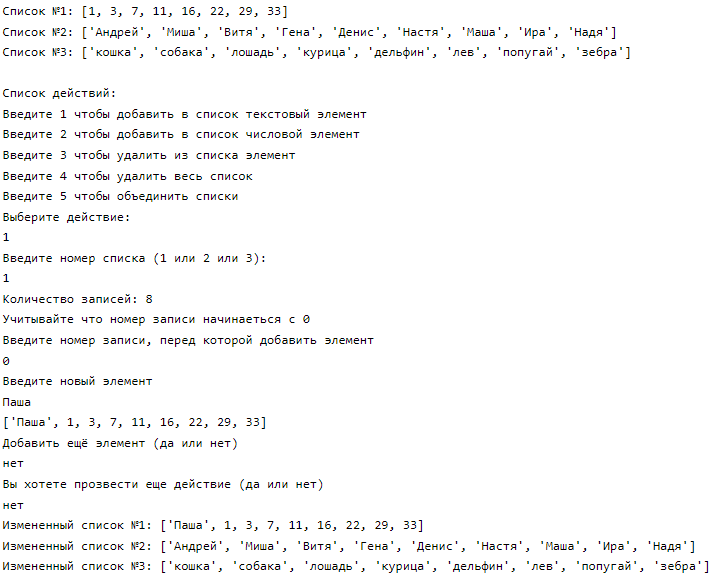 Список №1: [1, 3, 7, 11, 16, 22, 29, 33]
Список №2: ['Андрей', 'Миша', 'Витя', 'Гена', 'Денис', 'Настя', 'Маша', 'Ира', 'Надя']
Список №3: ['кошка', 'собака', 'лошадь', 'курица', 'дельфин', 'лев', 'попугай', 'зебра']
Список действий:
Введите 1 чтобы добавить в список текстовый элемент
Введите 2 чтобы добавить в список числовой элемент
Введите 3 чтобы удалить из списка элемент
Введите 4 чтобы удалить весь список
Введите 5 чтобы объединить списки
Выберите действие:
1
Введите номер списка (1 или 2 или 3):
1
Количество записей: 8
Учитывайте что номер записи начинаеться с 0
Введите номер записи, перед которой добавить элемент
0
Введите новый элемент
Паша
['Паша', 1, 3, 7, 11, 16, 22, 29, 33]
Добавить ещё элемент (да или нет)
нет
Вы хотете прозвести еще действие (да или нет)
нет
Измененный список №1: ['Паша', 1, 3, 7, 11, 16, 22, 29, 33]
Измененный список №2: ['Андрей', 'Миша', 'Витя', 'Гена', 'Денис', 'Настя', 'Маша', 'Ира', 'Надя']
Измененный список №3: ['кошка', 'собака', 'лошадь', 'курица', 'дельфин', 'лев', 'попугай', 'зебра']